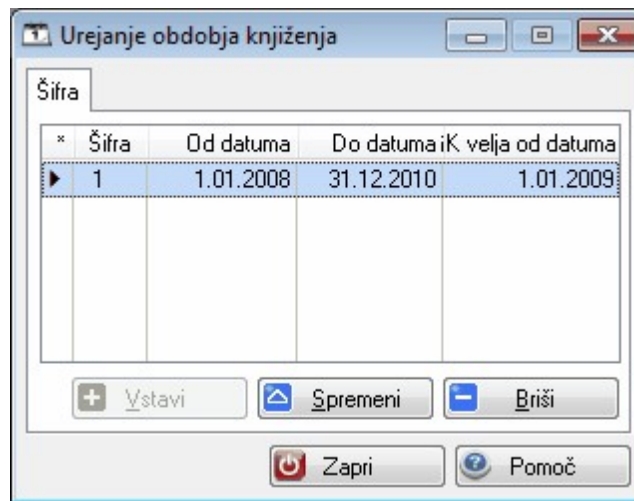 Urejanje obdobja knjiženja
Šifra
* Šifra Od datuma Do datuma iK velja od datuma
1 1.01.2008 31.12.2010 1.01.2009
Vstavi Spremeni Briši
Zapri Pomoč